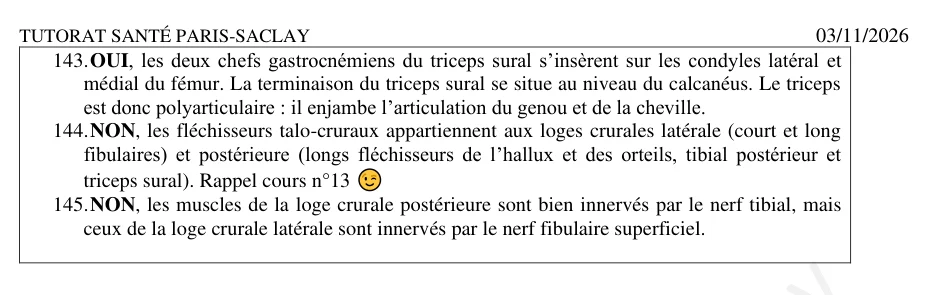 TUTORAT SANTÉ PARIS-SACLAY 03/11/2026
143.OUI, les deux chefs gastrocnémiens du triceps sural s’insèrent sur les condyles latéral et
médial du fémur. La terminaison du triceps sural se situe au niveau du calcanéus. Le triceps
est donc polyarticulaire : il enjambe l’articulation du genou et de la cheville.
144.NON, les fléchisseurs talo-cruraux appartiennent aux loges crurales latérale (court et long
fibulaires) et postérieure (longs fléchisseurs de l’hallux et des orteils, tibial postérieur et
triceps sural). Rappel cours n°13 😉
145.NON, les muscles de la loge crurale postérieure sont bien innervés par le nerf tibial, mais
ceux de la loge crurale latérale sont innervés par le nerf fibulaire superficiel.